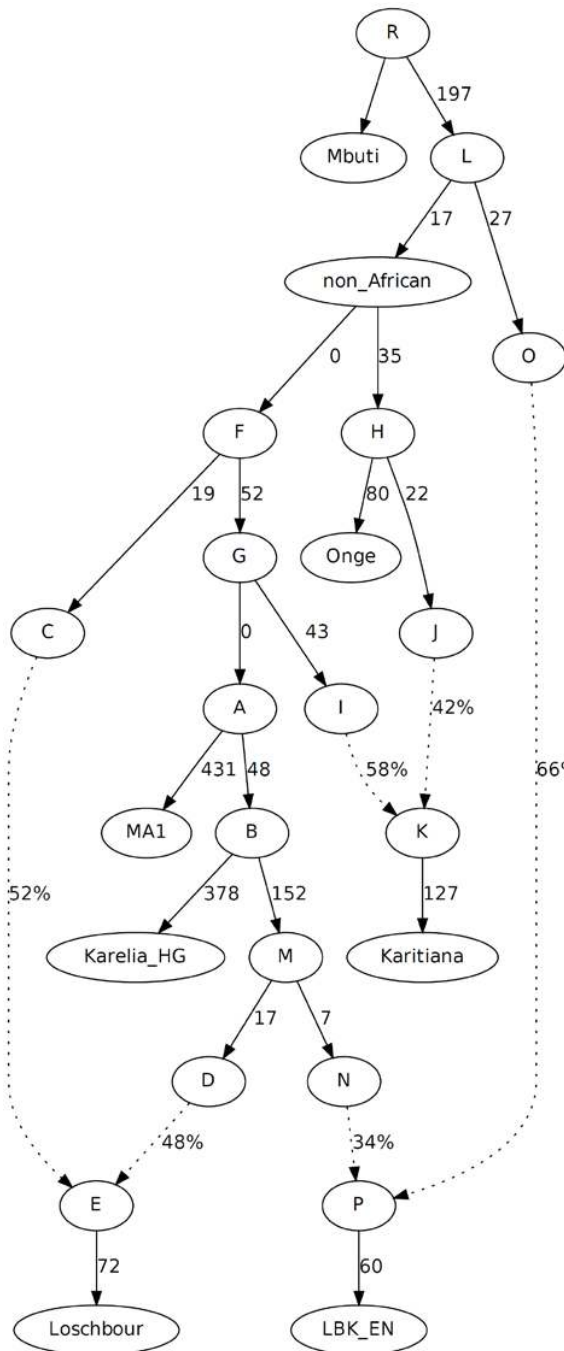 R
197
Mbuti
L
17
27
non_African
O
0
35
F
H
19
52
80
22
G
Onge
C
J
0
43
42%
A
I
58%
66%
431
48
MA1
B
K
52%
378
152
127
Karelia_HG
M
Karitiana
17
7
D
N
48%
34%
E
P
72
60
Loschbour
LBK_EN